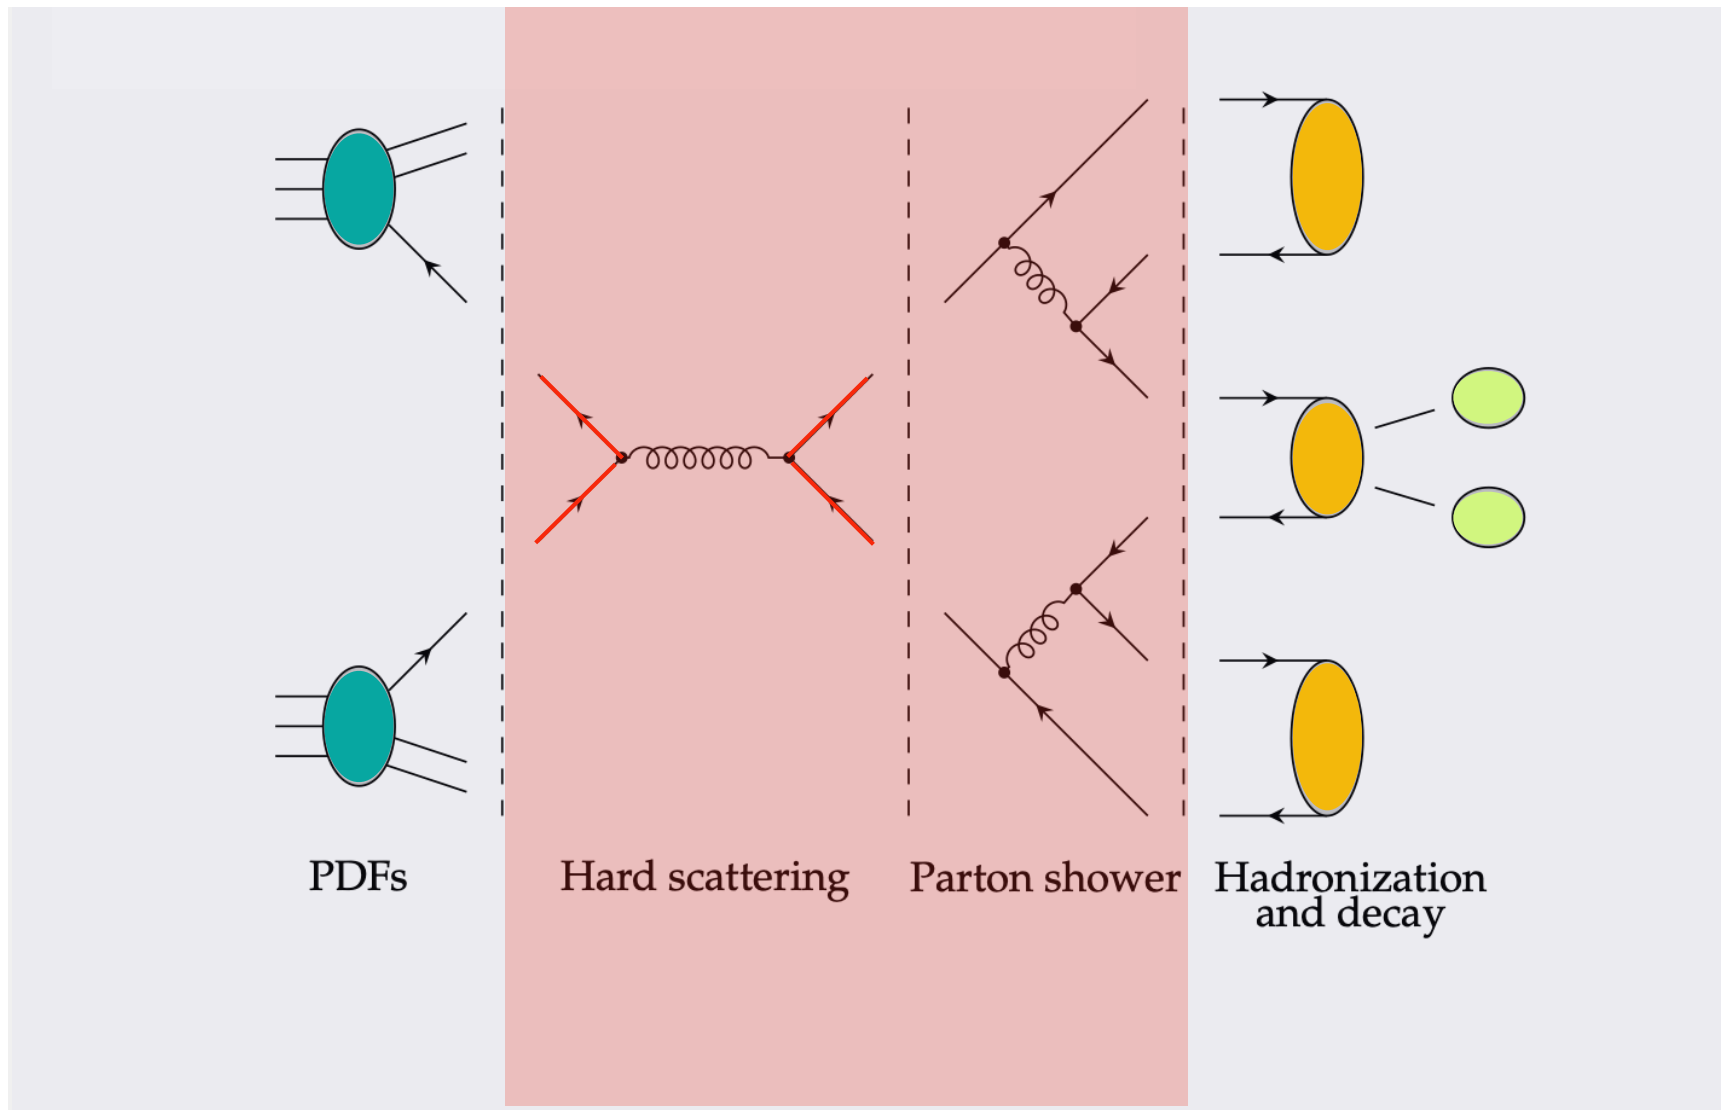 PDFs
Hard scattering
Parton shower
Hadronization
and decay